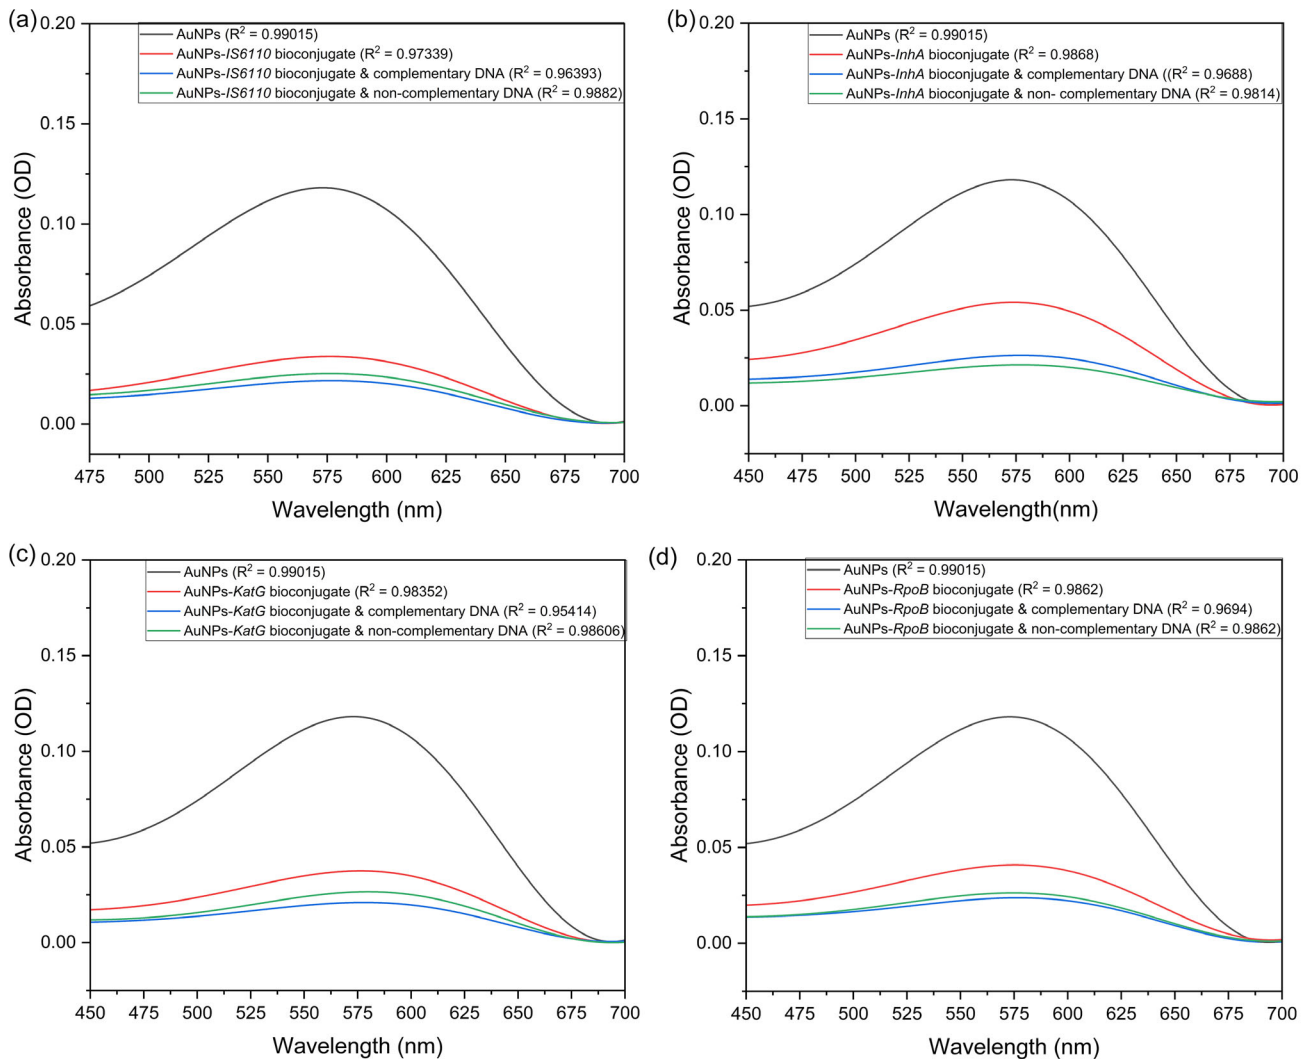 (a)
0.20
0.15
0.10
0.05
0.00
Absorbance (OD)
AuNPs (R² = 0.99015)
AuNPs-IS6110 bioconjugate (R² = 0.97339)
AuNPs-IS6110 bioconjugate & complementary DNA (R² = 0.96393)
AuNPs-IS6110 bioconjugate & non-complementary DNA (R² = 0.9882)
475 500 525 550 575 600 625 650 675 700
Wavelength (nm)
(b)
0.20
0.15
0.10
0.05
0.00
Absorbance (OD)
AuNPs (R² = 0.99015)
AuNPs-InhA bioconjugate (R² = 0.9868)
AuNPs-InhA bioconjugate & complementary DNA ((R² = 0.9688)
AuNPs-InhA bioconjugate & non- complementary DNA (R² = 0.9814)
450 475 500 525 550 575 600 625 650 675 700
Wavelength(nm)
(c)
0.20
0.15
0.10
0.05
0.00
Absorbance (OD)
AuNPs (R² = 0.99015)
AuNPs-KatG bioconjugate (R² = 0.98352)
AuNPs-KatG bioconjugate & complementary DNA (R² = 0.95414)
AuNPs-KatG bioconjugate & non-complementary DNA (R² = 0.98606)
450 475 500 525 550 575 600 625 650 675 700
Wavelength (nm)
(d)
0.20
0.15
0.10
0.05
0.00
Absorbance (OD)
AuNPs (R² = 0.99015)
AuNPs-RpoB bioconjugate (R² = 0.9862)
AuNPs-RpoB bioconjugate & complementary DNA (R² = 0.9694)
AuNPs-RpoB bioconjugate & non-complementary DNA (R² = 0.9862)
450 475 500 525 550 575 600 625 650 675 700
Wavelength (nm)